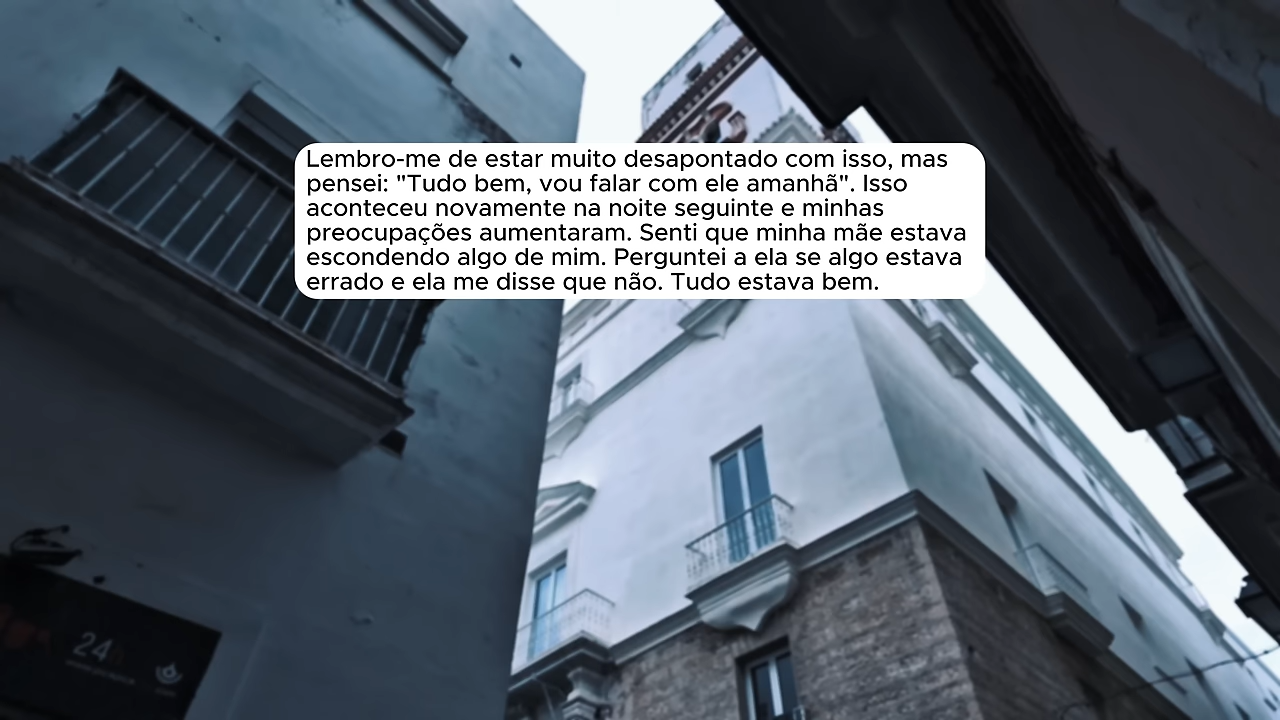 Lembro-me de estar muito desapontado com isso, mas
pensei: "Tudo bem, vou falar com ele amanhã". Isso
aconteceu novamente na noite seguinte e minhas
preocupações aumentaram. Senti que minha mãe estava
escondendo algo de mim. Perguntei a ela se algo estava
errado e ela me disse que não. Tudo estava bem.
24